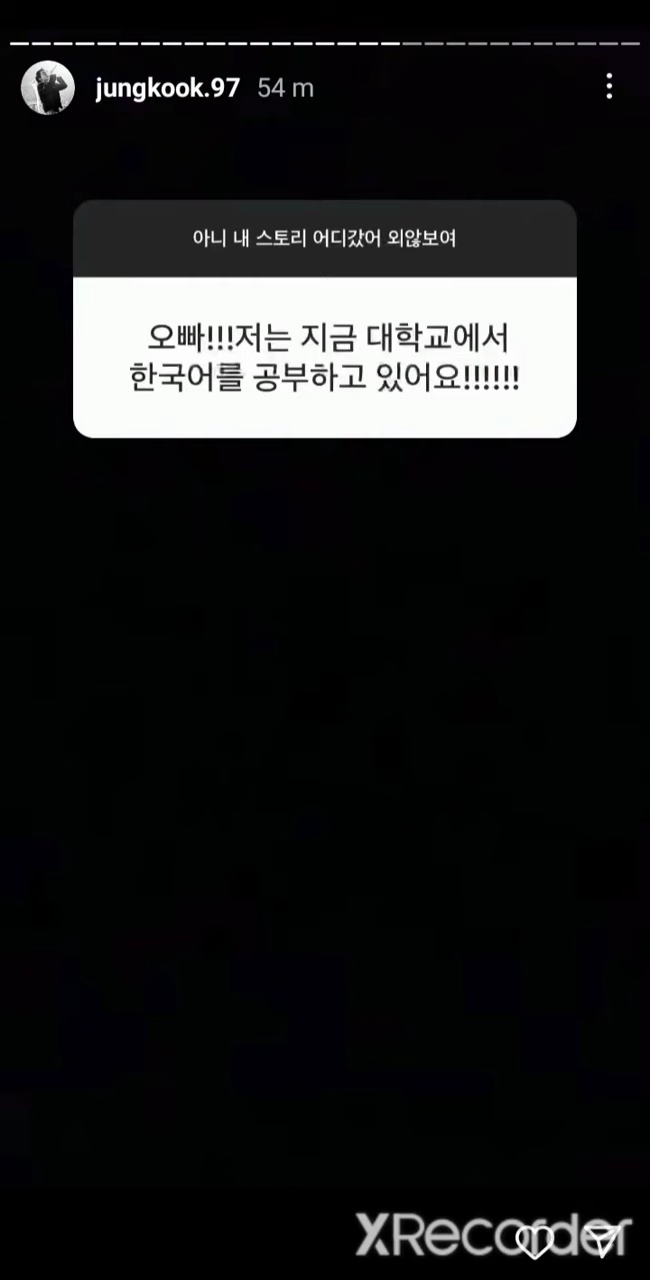 jungkook.97 54 m
아니 내 스토리 어디갔어 외않보여
오빠!!!저는 지금 대학교에서
한국어를 공부하고 있어요!!!!!!
XRecorder